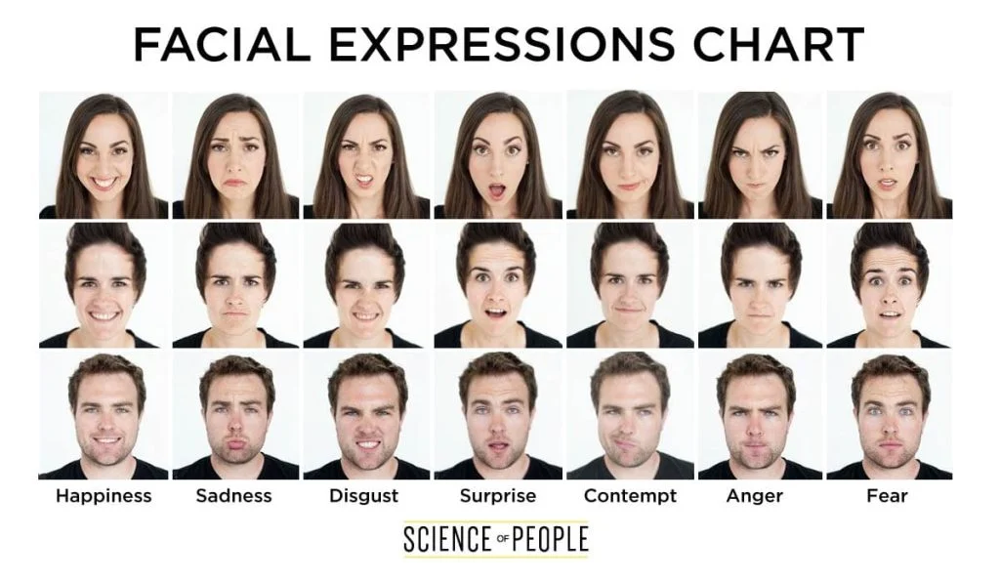 FACIAL EXPRESSIONS CHART
Happiness Sadness Disgust Surprise Contempt Anger Fear
SCIENCE OF PEOPLE